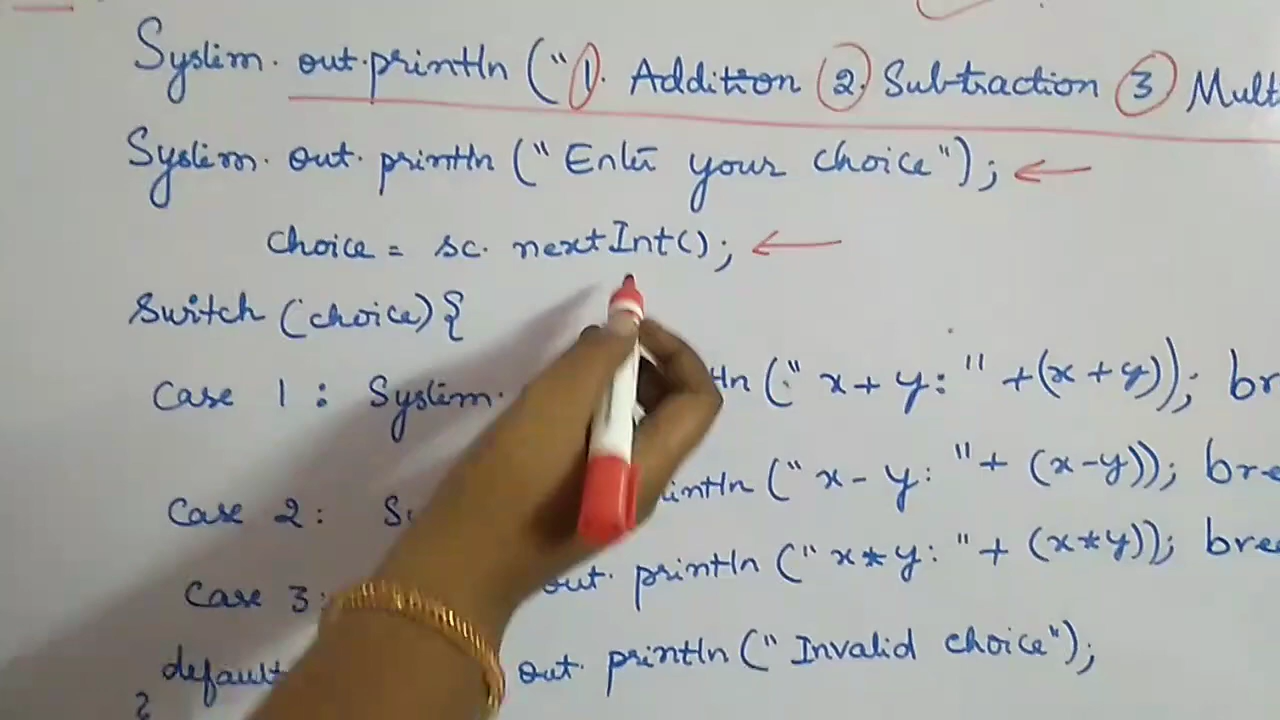 System. out.println ("1. Addition 2. Subtraction 3 Mult
System. out. println ("Enter your choice");
choice = sc. nextInt();
Switch (choice){
Case 1 : System. ln (" x + y: " +(x + y)); br
Case 2 : S intln (" x - y: "+ (x-y)); bre
Case 3: out. println (" x*y: "+ (x*y)); bre
default out. println ("Invalid choice");
}